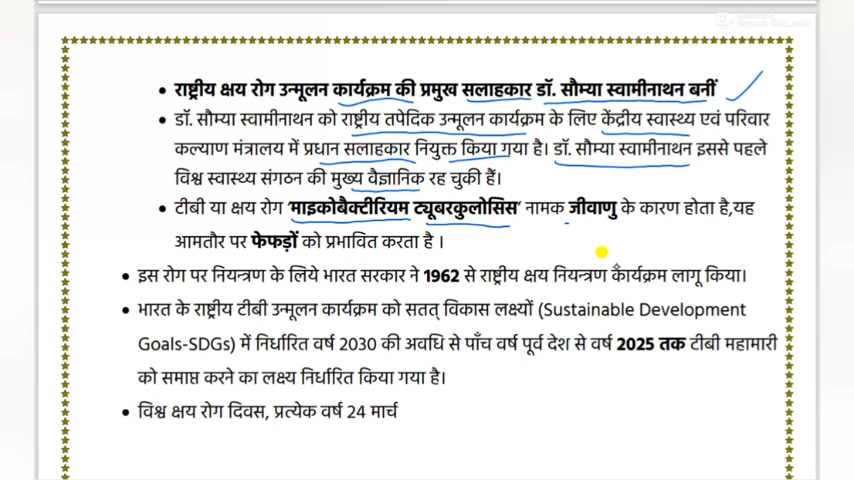 राष्ट्रीय क्षय रोग उन्मूलन कार्यक्रम की प्रमुख सलाहकार डॉ. सौम्या स्वामीनाथन बनीं
डॉ. सौम्या स्वामीनाथन को राष्ट्रीय तपेदिक उन्मूलन कार्यक्रम के लिए केंद्रीय स्वास्थ्य एवं परिवार
कल्याण मंत्रालय में प्रधान सलाहकार नियुक्त किया गया है। डॉ. सौम्या स्वामीनाथन इससे पहले
विश्व स्वास्थ्य संगठन की मुख्य वैज्ञानिक रह चुकी हैं।
टीबी या क्षय रोग 'माइकोबैक्टीरियम ट्यूबरकुलोसिस' नामक जीवाणु के कारण होता है,यह
आमतौर पर फेफड़ों को प्रभावित करता है ।
इस रोग पर नियन्त्रण के लिये भारत सरकार ने 1962 से राष्ट्रीय क्षय नियन्त्रण कार्यक्रम लागू किया।
भारत के राष्ट्रीय टीबी उन्मूलन कार्यक्रम को सतत् विकास लक्ष्यों (Sustainable Development
Goals-SDGs) में निर्धारित वर्ष 2030 की अवधि से पाँच वर्ष पूर्व देश से वर्ष 2025 तक टीबी महामारी
को समाप्त करने का लक्ष्य निर्धारित किया गया है।
विश्व क्षय रोग दिवस, प्रत्येक वर्ष 24 मार्च